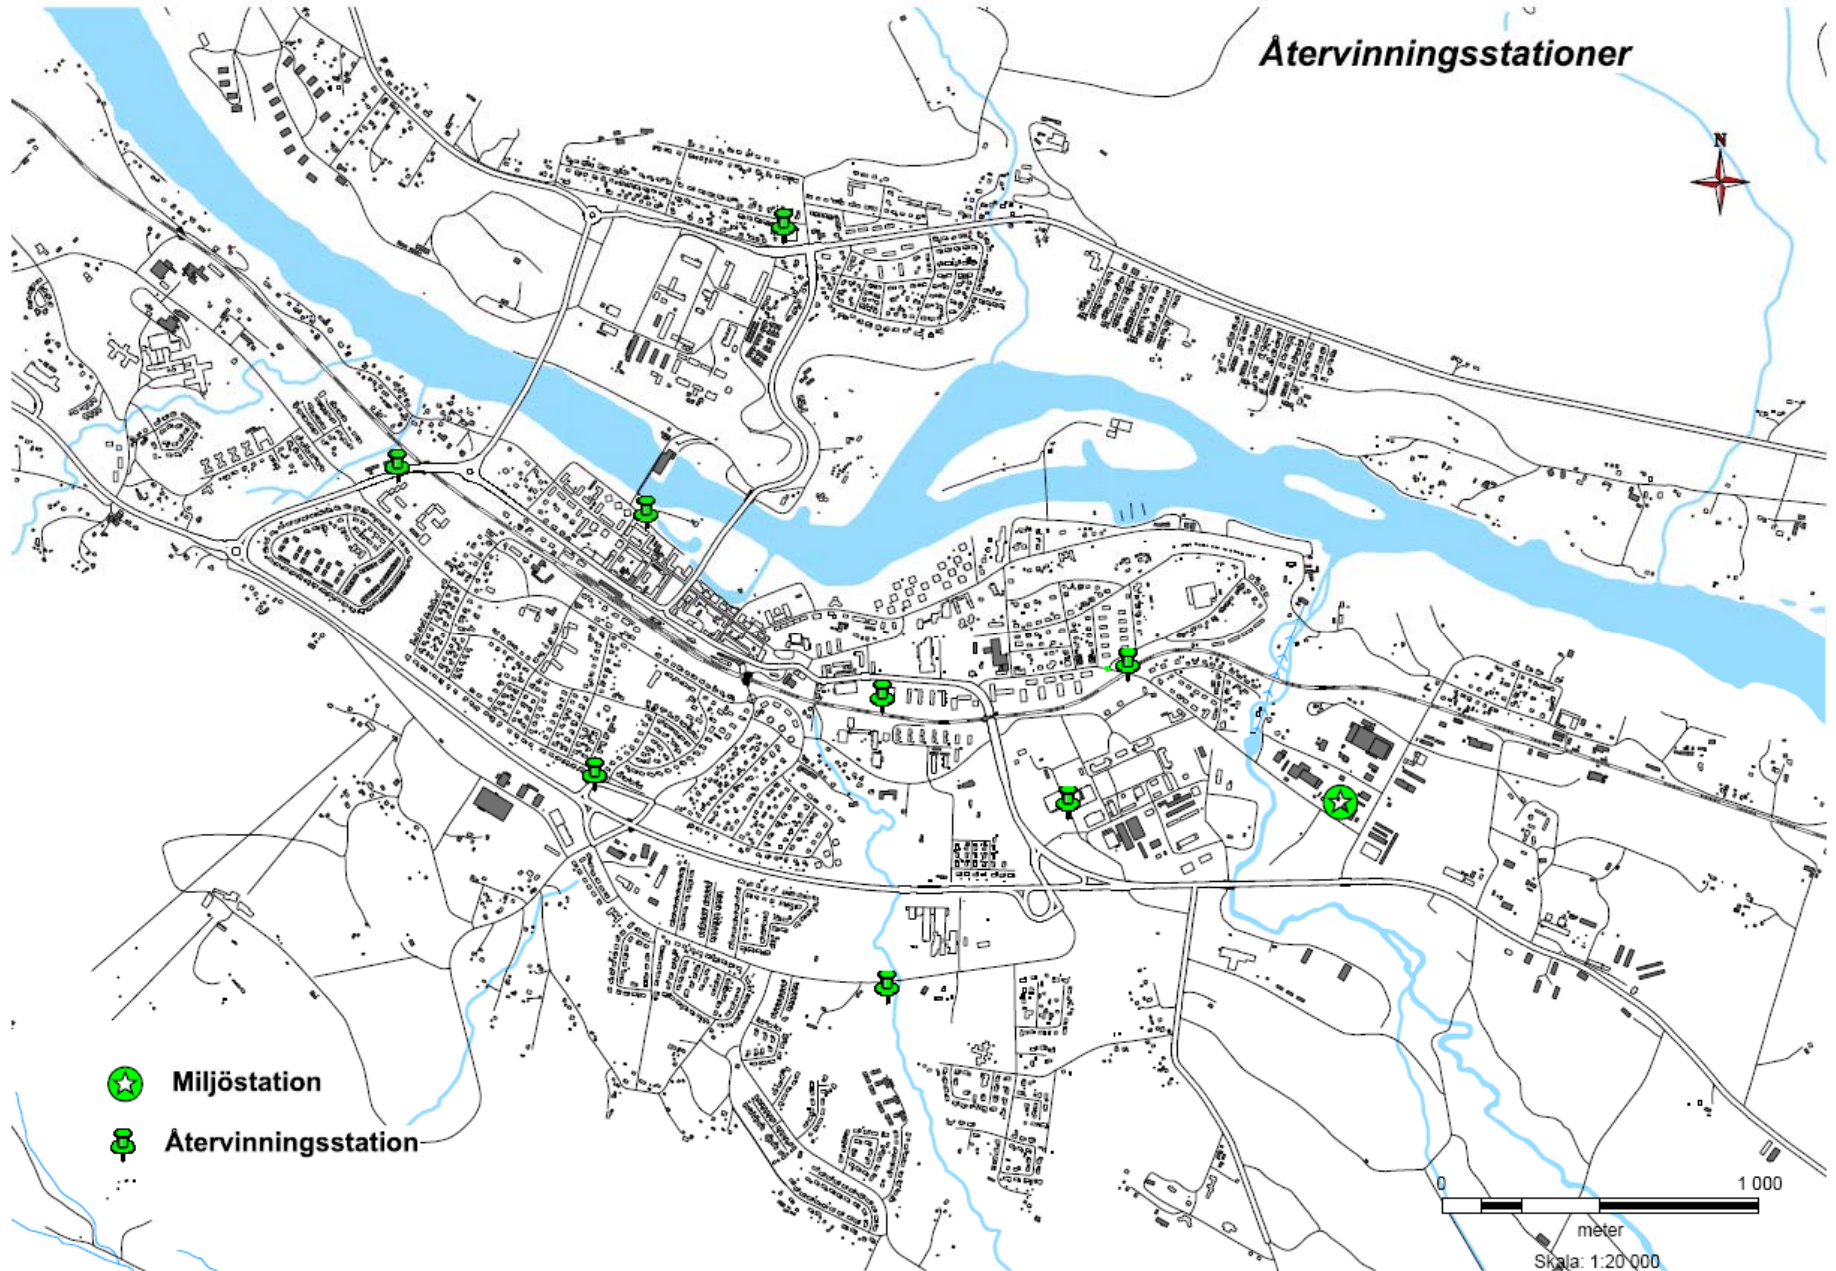 Återvinningsstationer
N
Miljöstation
Återvinningsstation
0 1 000
meter
Skala: 1:20 000